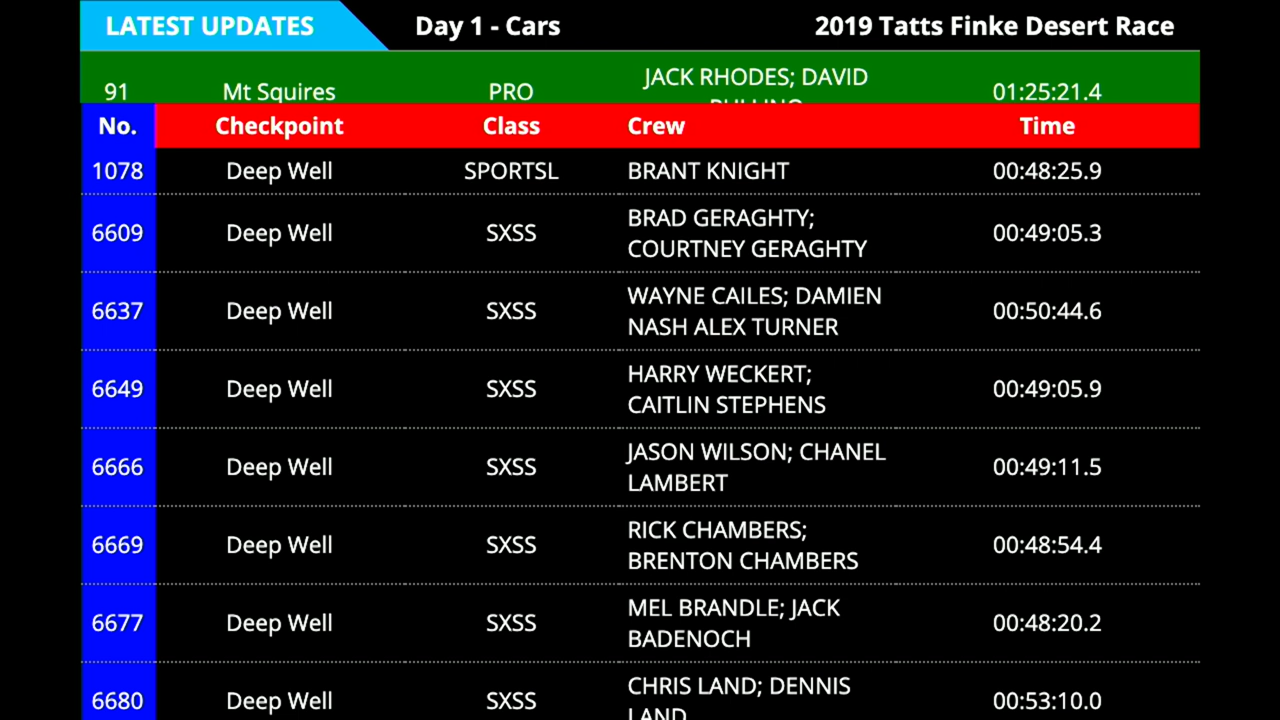 LATEST UPDATES Day 1 - Cars 2019 Tatts Finke Desert Race
91 Mt Squires PRO JACK RHODES; DAVID 01:25:21.4
No. Checkpoint Class Crew Time
1078 Deep Well SPORTSL BRANT KNIGHT 00:48:25.9
6609 Deep Well SXSS BRAD GERAGHTY; 00:49:05.3
COURTNEY GERAGHTY
6637 Deep Well SXSS WAYNE CAILES; DAMIEN 00:50:44.6
NASH ALEX TURNER
6649 Deep Well SXSS HARRY WECKERT; 00:49:05.9
CAITLIN STEPHENS
6666 Deep Well SXSS JASON WILSON; CHANEL 00:49:11.5
LAMBERT
6669 Deep Well SXSS RICK CHAMBERS; 00:48:54.4
BRENTON CHAMBERS
6677 Deep Well SXSS MEL BRANDLE; JACK 00:48:20.2
BADENOCH
6680 Deep Well SXSS CHRIS LAND; DENNIS 00:53:10.0
LAND